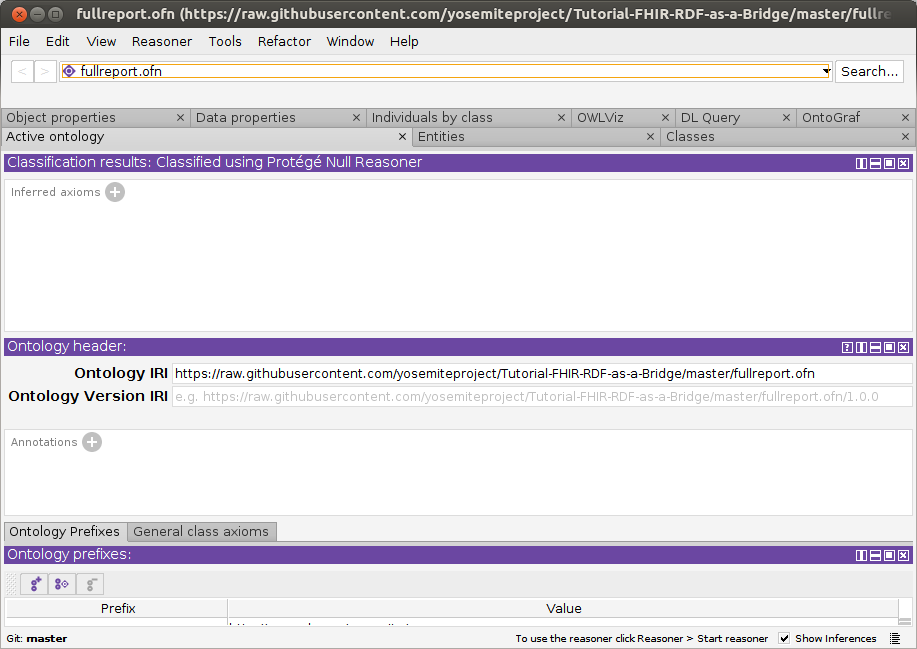 fullreport.ofn (https://raw.githubusercontent.com/yosemiteproject/Tutorial-FHIR-RDF-as-a-Bridge/master/fullre
File Edit View Reasoner Tools Refactor Window Help
< > fullreport.ofn Search...
Object properties × Data properties × Individuals by class × OWLViz × DL Query × OntoGraf ×
Active ontology × Entities × Classes ×
Classification results: Classified using Protégé Null Reasoner
Inferred axioms +
Ontology header:
Ontology IRI https://raw.githubusercontent.com/yosemiteproject/Tutorial-FHIR-RDF-as-a-Bridge/master/fullreport.ofn
Ontology Version IRI e.g. https://raw.githubusercontent.com/yosemiteproject/Tutorial-FHIR-RDF-as-a-Bridge/master/fullreport.ofn/1.0.0
Annotations +
Ontology Prefixes General class axioms
Ontology prefixes:
Prefix Value
Git: master To use the reasoner click Reasoner > Start reasoner Show Inferences